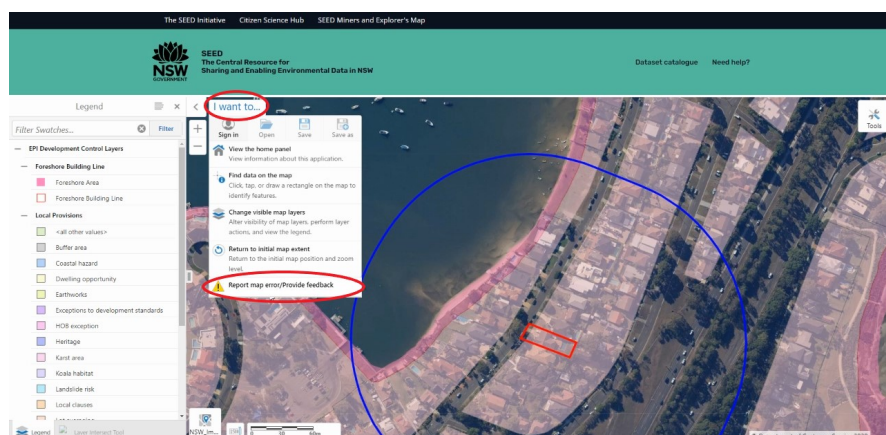 The SEED Initiative Citizen Science Hub SEED Miners and Explorer's Map
NSW
GOVERNMENT
SEED
The Central Resource for
Sharing and Enabling Environmental Data in NSW
Dataset catalogue Need help?
Legend
Filter Swatches...
Filter
EPI Development Control Layers
Foreshore Building Line
Foreshore Area
Foreshore Building Line
Local Provisions
<all other values>
Buffer area
Coastal hazard
Dwelling opportunity
Earthworks
Exceptions to development standards
HOB exception
Heritage
Karst area
Koala habitat
Landslide risk
Local clauses
Legend
Layer Interact Tool
I want to...
Sign in Open Save Save as
View the home panel
View information about this application.
Find data on the map
Click, tap, or draw a rectangle on the map to
identify features.
Change visible map layers
Alter visibility of map layers, perform layer
actions, and view the legend.
Return to initial map extent
Return to the initial map position and zoom
level.
Report map error/Provide feedback
Tools
NSW_Im...
0 30 60m